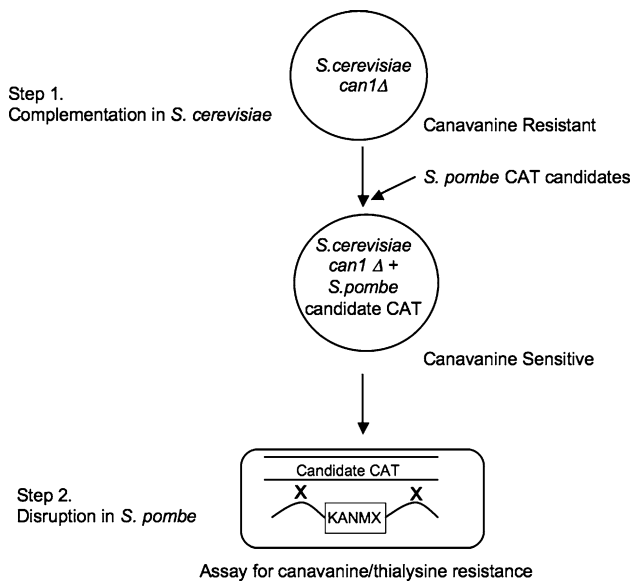 S.cerevisiae
can1Δ
Step 1.
Complementation in S. cerevisiae
Canavanine Resistant
S. pombe CAT candidates
S.cerevisiae
can1 Δ +
S.pombe
candidate CAT
Canavanine Sensitive
Candidate CAT
X X
Step 2.
Disruption in S. pombe
KANMX
Assay for canavanine/thialysine resistance